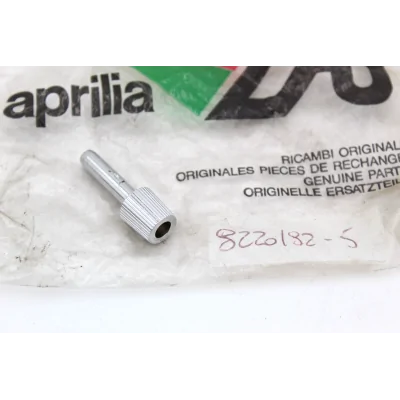 aprilia
RICAMBI ORIGINAL
ORIGINALES PIECES DE RECHANGE
GENUINE PART
ORIGINELLE ERSATZTEIL
8220182-5